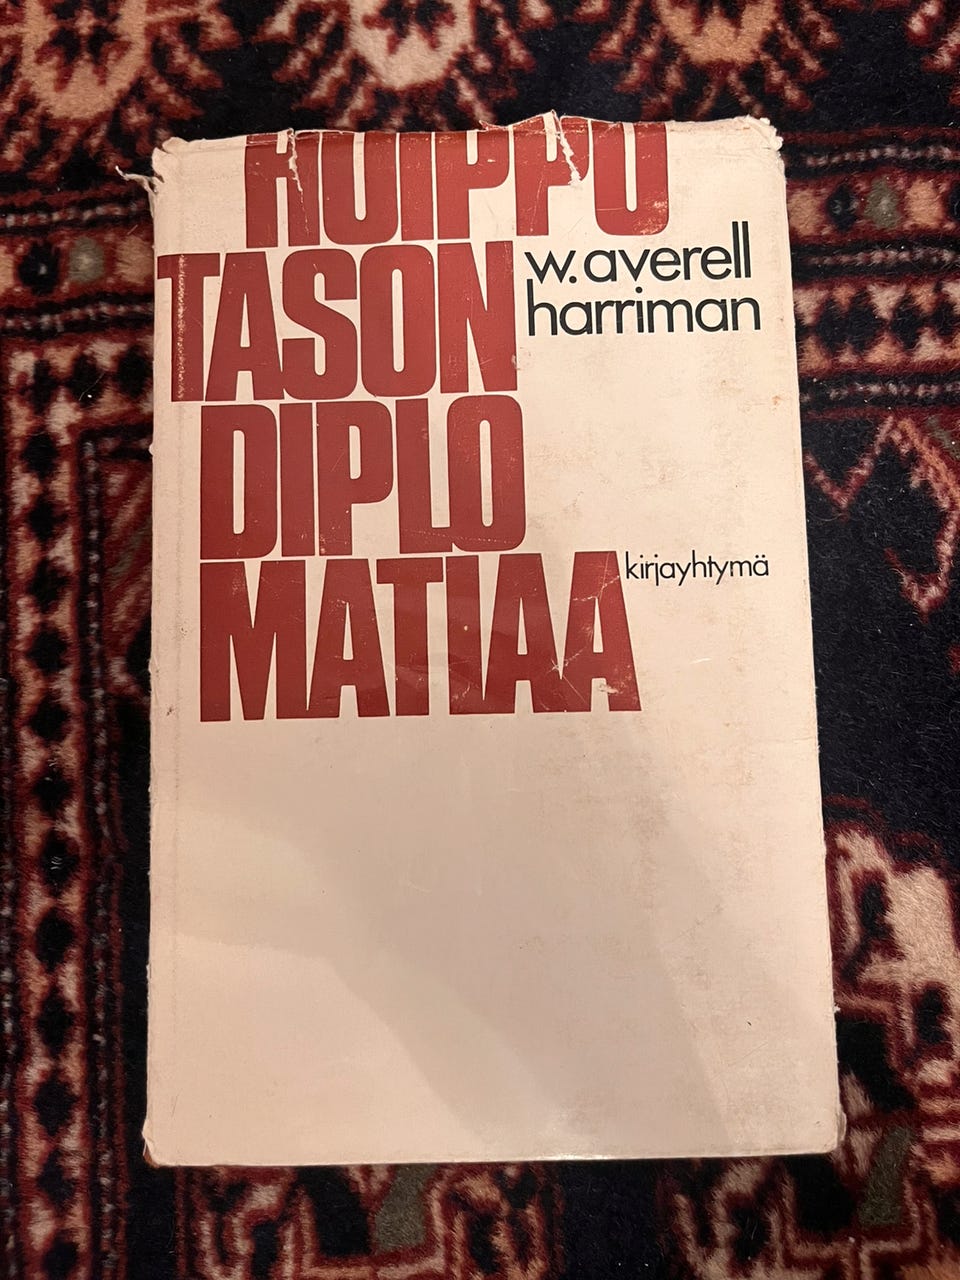 HUIPPU
TASON
w. averell
harriman
DIPLO
MATIAA
kirjayhtymä